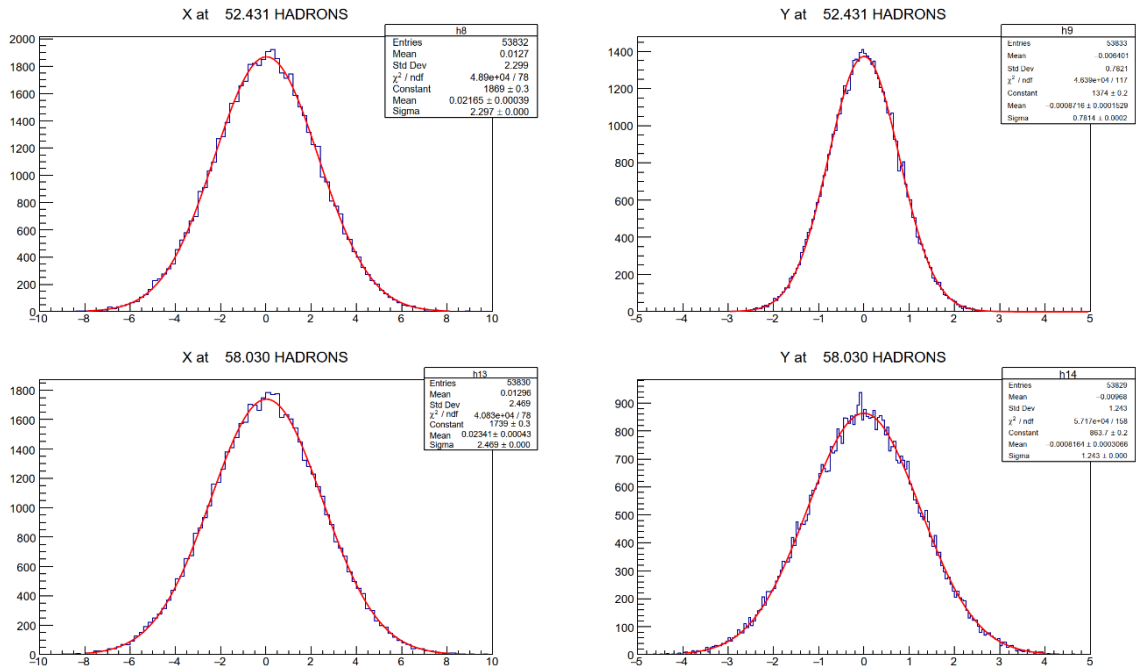 X at 52.431 HADRONS
h8
Entries 53832
Mean 0.0127
Std Dev 2.299
χ² / ndf 4.89e+04 / 78
Constant 1869 ± 0.3
Mean 0.02165 ± 0.00039
Sigma 2.297 ± 0.000
2000
1800
1600
1400
1200
1000
800
600
400
200
0
−10 −8 −6 −4 −2 0 2 4 6 8 10
Y at 52.431 HADRONS
h9
Entries 53833
Mean −0.006401
Std Dev 0.7821
χ² / ndf 4.639e+04 / 117
Constant 1374 ± 0.2
Mean −0.0008716 ± 0.0001529
Sigma 0.7814 ± 0.0002
1400
1200
1000
800
600
400
200
0
−5 −4 −3 −2 −1 0 1 2 3 4 5
X at 58.030 HADRONS
h13
Entries 53830
Mean 0.01296
Std Dev 2.469
χ² / ndf 4.083e+04 / 78
Constant 1739 ± 0.3
Mean 0.02341 ± 0.00043
Sigma 2.469 ± 0.000
1800
1600
1400
1200
1000
800
600
400
200
0
−10 −8 −6 −4 −2 0 2 4 6 8 10
Y at 58.030 HADRONS
h14
Entries 53829
Mean −0.00968
Std Dev 1.243
χ² / ndf 5.717e+04 / 158
Constant 863.7 ± 0.2
Mean −0.0008164 ± 0.0003066
Sigma 1.243 ± 0.000
900
800
700
600
500
400
300
200
100
0
−5 −4 −3 −2 −1 0 1 2 3 4 5